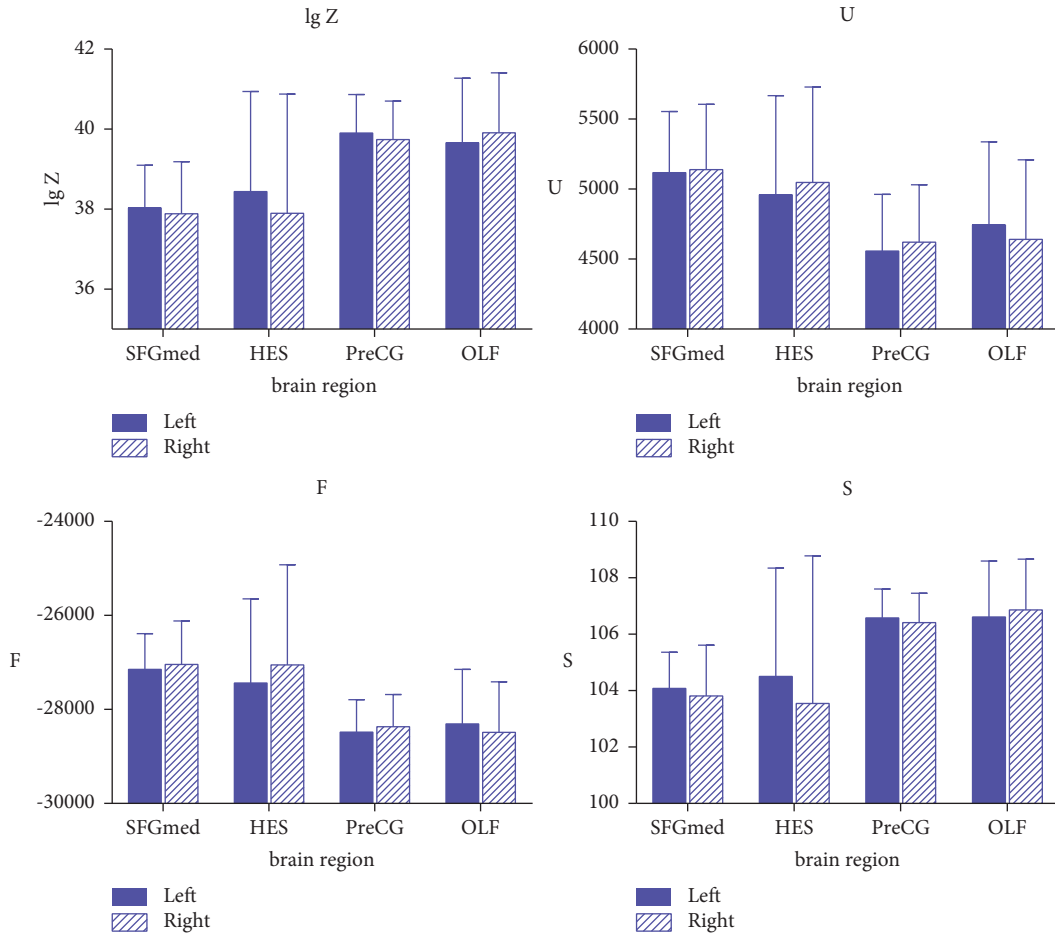 lg Z
42
40
38
36
lg Z
SFGmed HES PreCG OLF
brain region
Left
Right
U
6000
5500
5000
4500
4000
U
SFGmed HES PreCG OLF
brain region
Left
Right
F
-24000
-26000
-28000
-30000
F
SFGmed HES PreCG OLF
brain region
Left
Right
S
110
108
106
104
102
100
S
SFGmed HES PreCG OLF
brain region
Left
Right